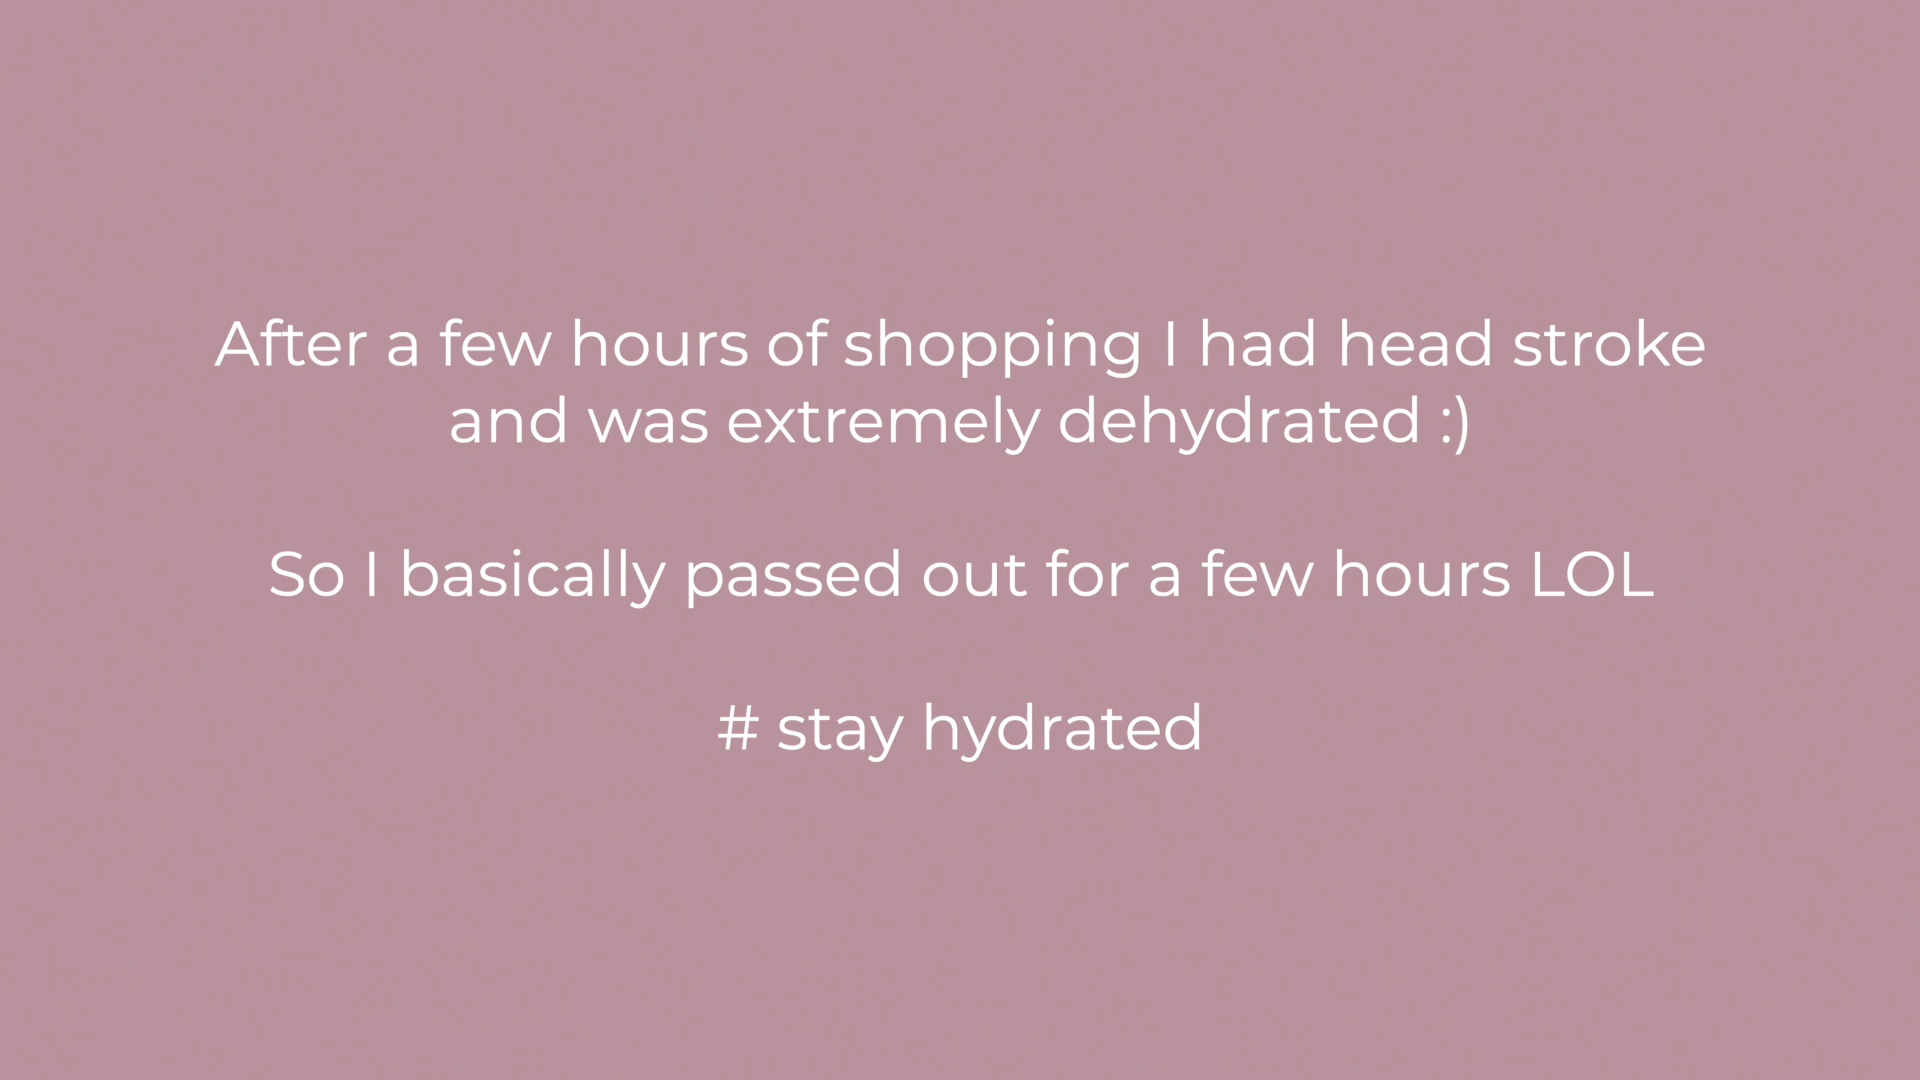 After a few hours of shopping I had head stroke
and was extremely dehydrated :)
So I basically passed out for a few hours LOL
# stay hydrated